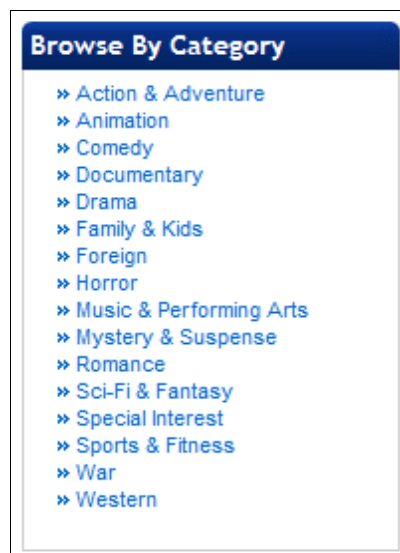 Browse By Category
» Action & Adventure
» Animation
» Comedy
» Documentary
» Drama
» Family & Kids
» Foreign
» Horror
» Music & Performing Arts
» Mystery & Suspense
» Romance
» Sci-Fi & Fantasy
» Special Interest
» Sports & Fitness
» War
» Western